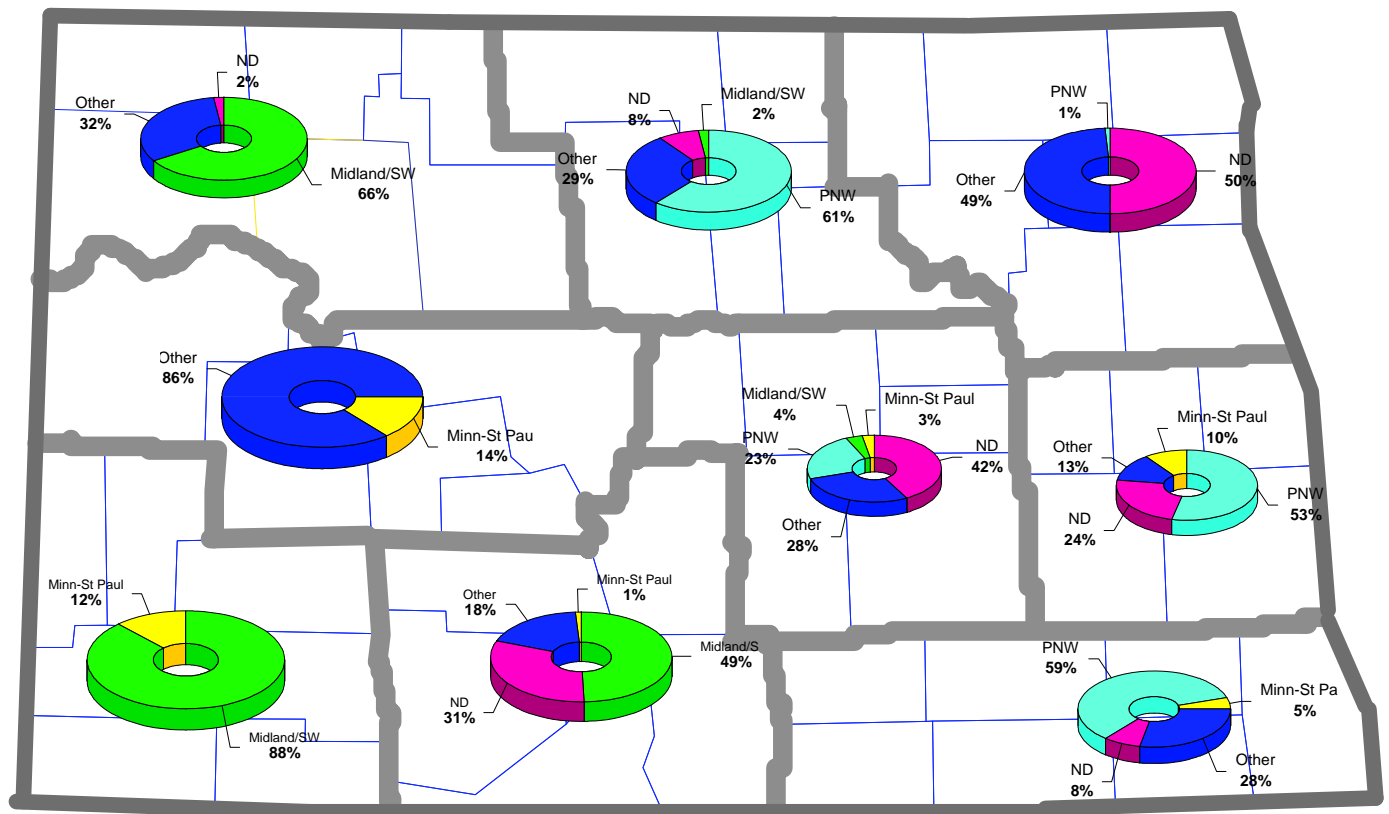 ND
2%
Other
32%
Midland/SW
66%
ND
8%
Midland/SW
2%
Other
29%
PNW
61%
PNW
1%
Other
49%
ND
50%
Other
86%
Minn-St Pau
14%
Midland/SW
4%
Minn-St Paul
3%
PNW
23%
ND
42%
Other
28%
Minn-St Paul
10%
Other
13%
PNW
53%
ND
24%
Minn-St Paul
12%
Midland/SW
88%
Minn-St Paul
1%
Other
18%
Midland/S
49%
ND
31%
PNW
59%
Minn-St Pa
5%
Other
28%
ND
8%